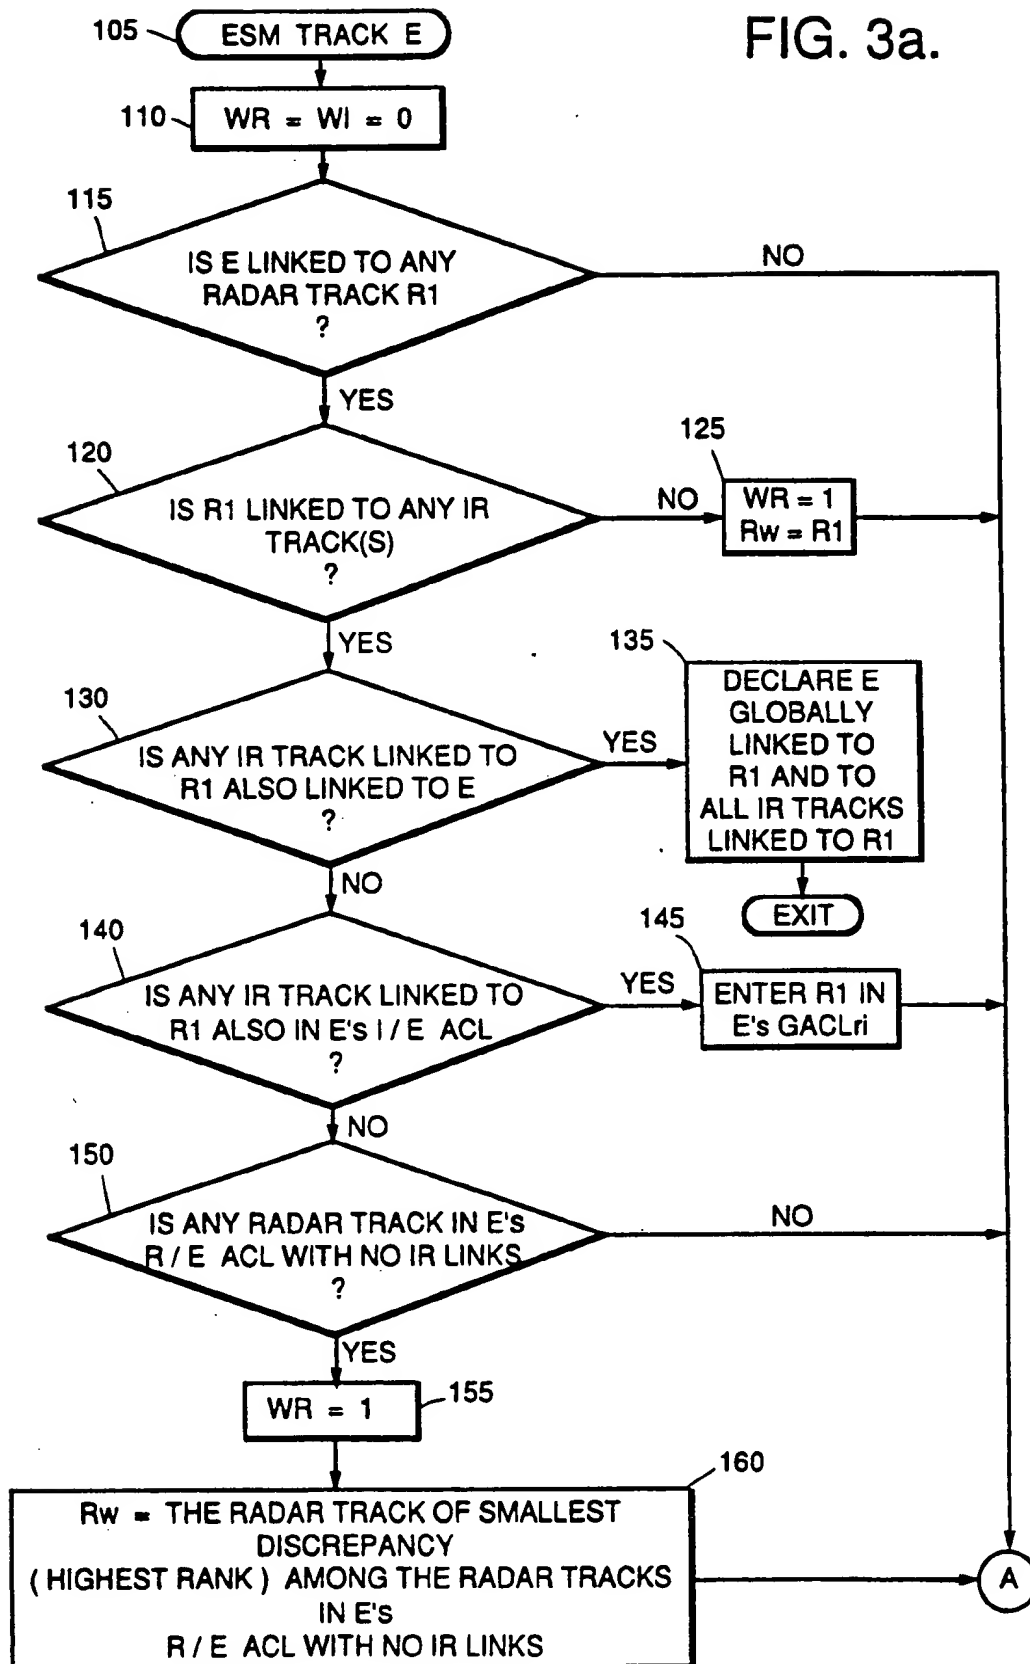 FIG. 3a.
105
ESM TRACK E
110
WR = WI = 0
115
IS E LINKED TO ANY
RADAR TRACK R1
?
NO
YES
120
IS R1 LINKED TO ANY IR
TRACK(S)
?
NO
125
WR = 1
Rw = R1
YES
130
IS ANY IR TRACK LINKED TO
R1 ALSO LINKED TO E
?
YES
135
DECLARE E
GLOBALLY
LINKED TO
R1 AND TO
ALL IR TRACKS
LINKED TO R1
EXIT
NO
140
IS ANY IR TRACK LINKED TO
R1 ALSO IN E's I / E ACL
?
YES
145
ENTER R1 IN
E's GACLri
NO
150
IS ANY RADAR TRACK IN E's
R / E ACL WITH NO IR LINKS
?
NO
YES
WR = 1
155
160
Rw = THE RADAR TRACK OF SMALLEST
DISCREPANCY
( HIGHEST RANK ) AMONG THE RADAR TRACKS
IN E's
R / E ACL WITH NO IR LINKS
A